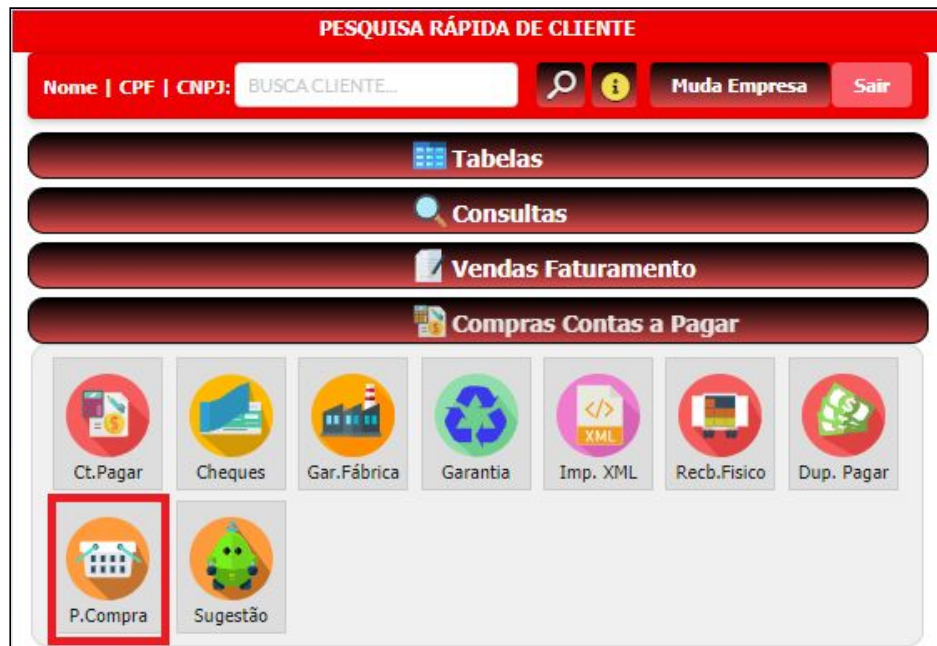 PESQUISA RÁPIDA DE CLIENTE
Nome | CPF | CNPJ: BUSCA CLIENTE... Muda Empresa Sair
Tabelas
Consultas
Vendas Faturamento
Compras Contas a Pagar
XML
Ct.Pagar Cheques Gar.Fábrica Garantia Imp. XML Recb.Fisico Dup. Pagar
P.Compra Sugestão